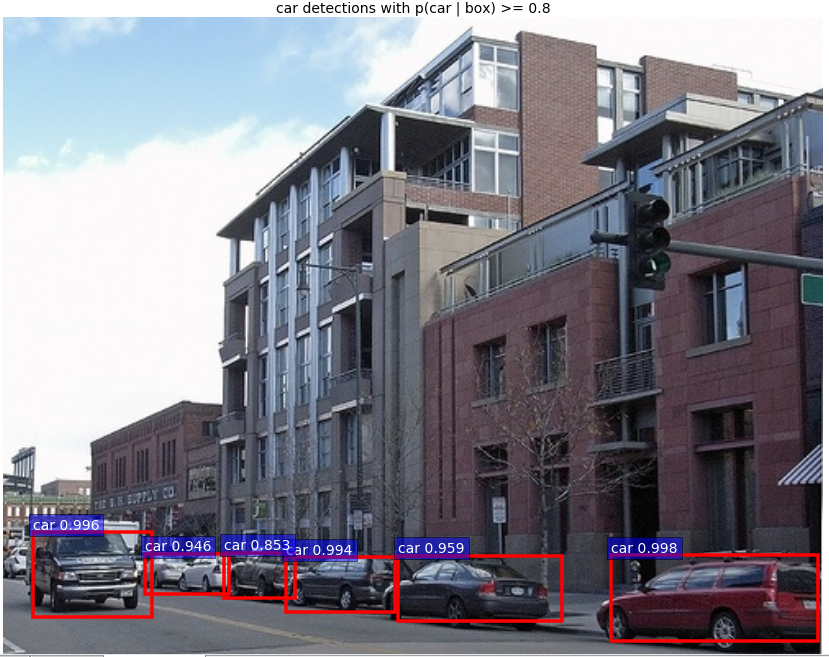 car detections with p(car | box) >= 0.8
S. H. SUPPLY CO.
car 0.996
car 0.946
car 0.853
car 0.994
car 0.959
car 0.998